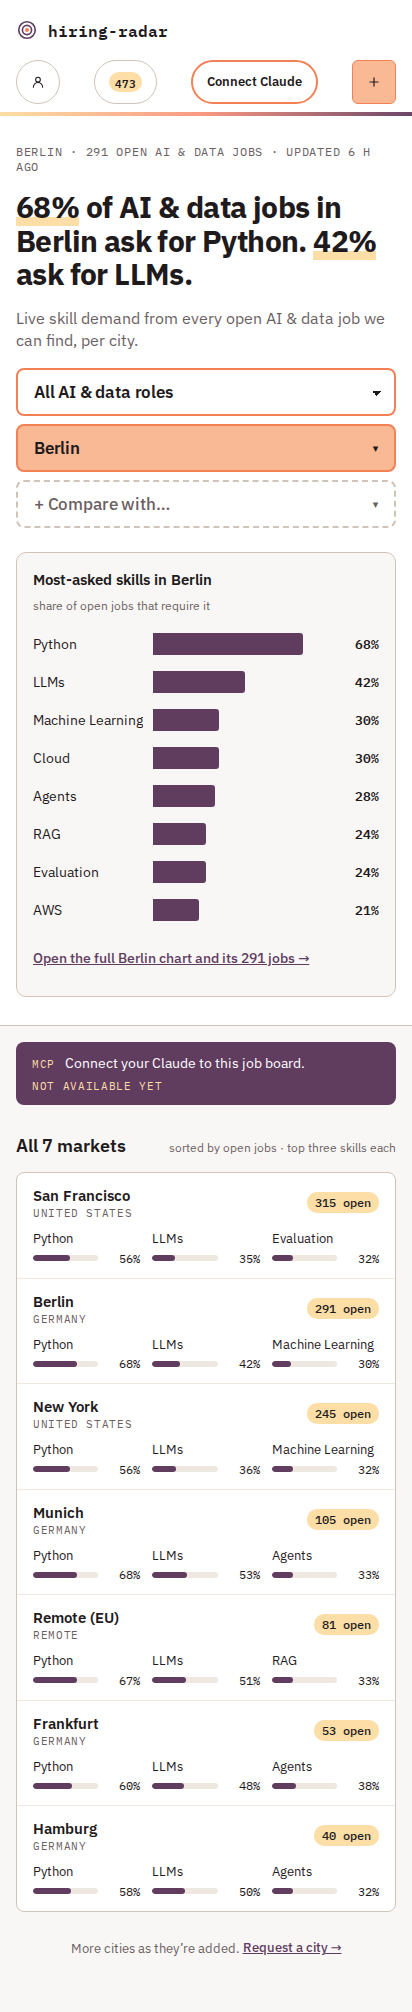 hiring-radar
473
Connect Claude
+
BERLIN · 291 OPEN AI & DATA JOBS · UPDATED 6 H
AGO
68% of AI & data jobs in
Berlin ask for Python. 42%
ask for LLMs.
Live skill demand from every open AI & data job we
can find, per city.
All AI & data roles
Berlin
+ Compare with...
Most-asked skills in Berlin
share of open jobs that require it
Python 68%
LLMs 42%
Machine Learning 30%
Cloud 30%
Agents 28%
RAG 24%
Evaluation 24%
AWS 21%
Open the full Berlin chart and its 291 jobs →
MCP Connect your Claude to this job board.
NOT AVAILABLE YET
All 7 markets sorted by open jobs · top three skills each
San Francisco 315 open
UNITED STATES
Python LLMs Evaluation
56% 35% 32%
Berlin 291 open
GERMANY
Python LLMs Machine Learning
68% 42% 30%
New York 245 open
UNITED STATES
Python LLMs Machine Learning
56% 36% 32%
Munich 105 open
GERMANY
Python LLMs Agents
68% 53% 33%
Remote (EU) 81 open
REMOTE
Python LLMs RAG
67% 51% 33%
Frankfurt 53 open
GERMANY
Python LLMs Agents
60% 48% 38%
Hamburg 40 open
GERMANY
Python LLMs Agents
58% 50% 32%
More cities as they're added. Request a city →